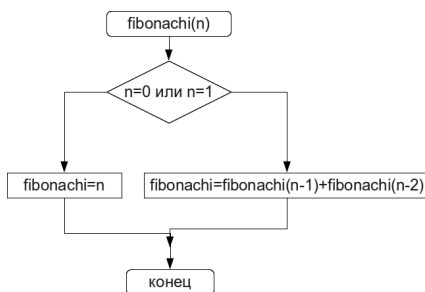 fibonachi(n)
n=0 или n=1
fibonachi=n
fibonachi=fibonachi(n-1)+fibonachi(n-2)
конец